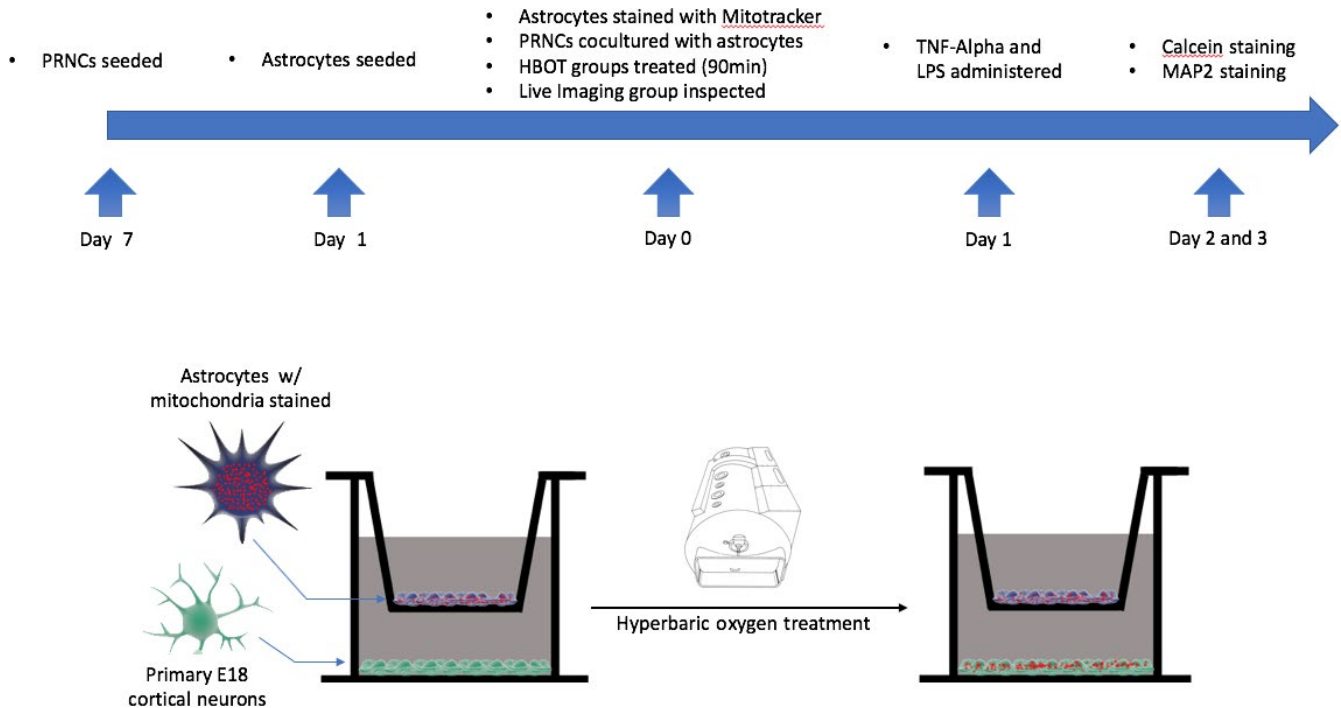 • PRNCs seeded
• Astrocytes seeded
• Astrocytes stained with Mitotracker
• PRNCs cocultured with astrocytes
• HBOT groups treated (90min)
• Live Imaging group inspected
• TNF-Alpha and
LPS administered
• Calcein staining
• MAP2 staining
Day 7
Day 1
Day 0
Day 1
Day 2 and 3
Astrocytes w/
mitochondria stained
Primary E18
cortical neurons
Hyperbaric oxygen treatment